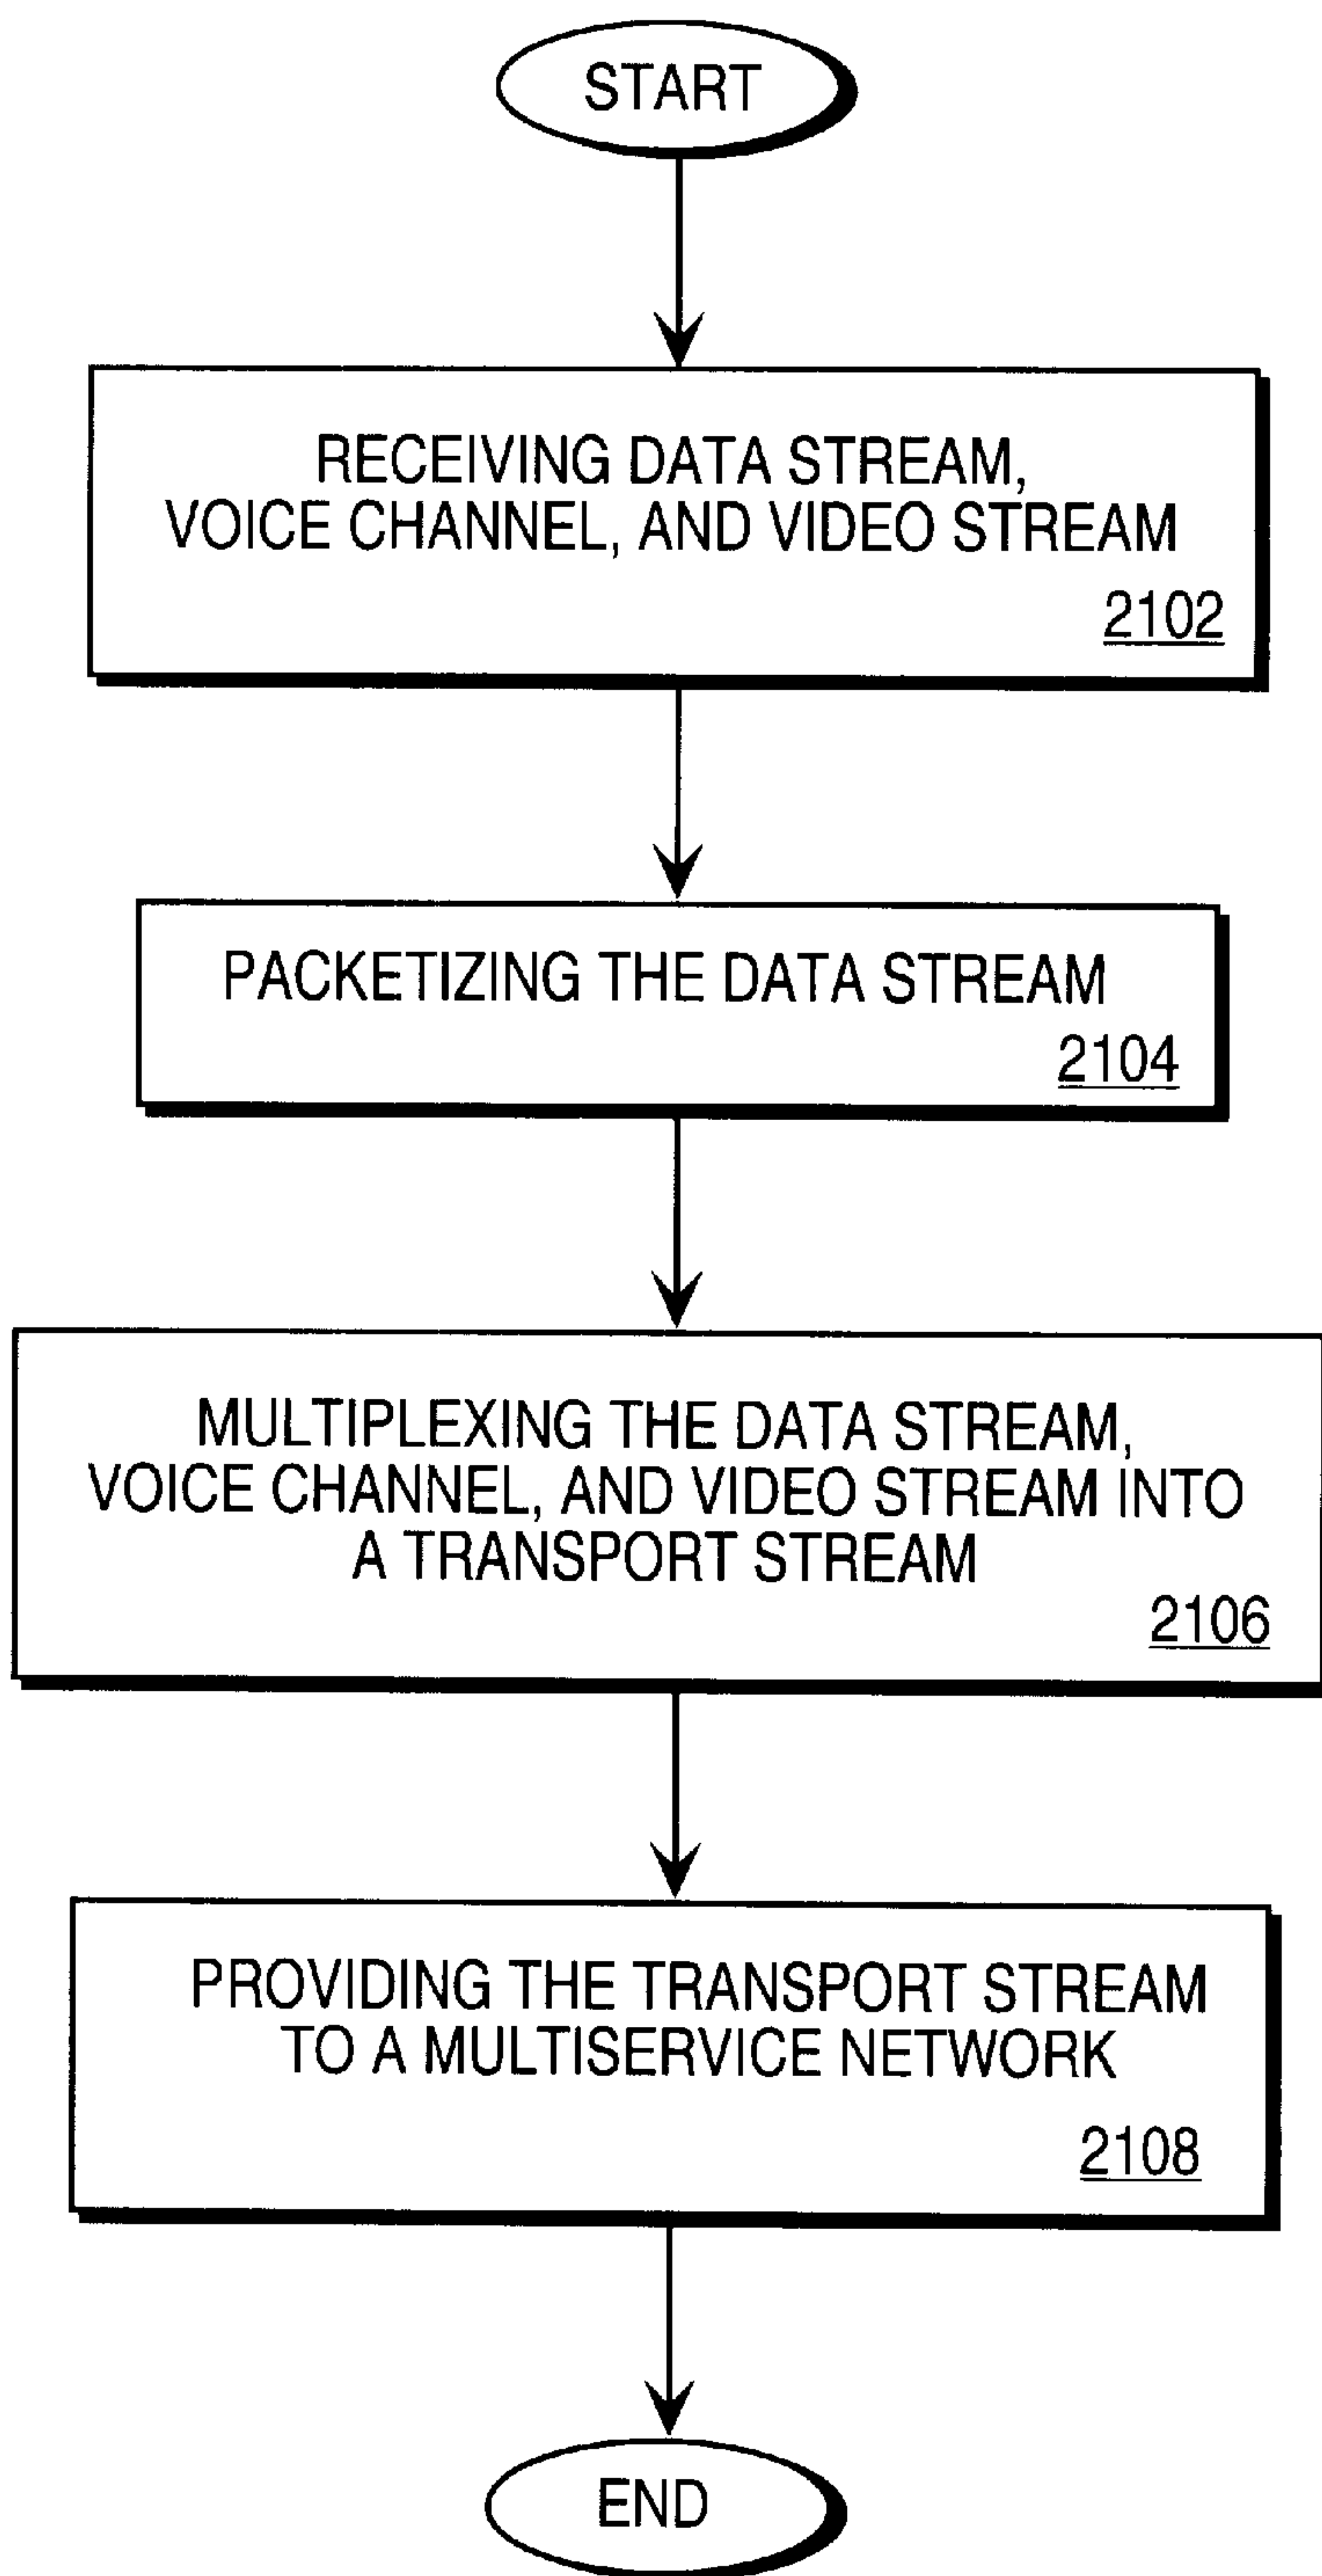 START
RECEIVING DATA STREAM,
VOICE CHANNEL, AND VIDEO STREAM
2102
PACKETIZING THE DATA STREAM
2104
MULTIPLEXING THE DATA STREAM,
VOICE CHANNEL, AND VIDEO STREAM INTO
A TRANSPORT STREAM
2106
PROVIDING THE TRANSPORT STREAM
TO A MULTISERVICE NETWORK
2108
END